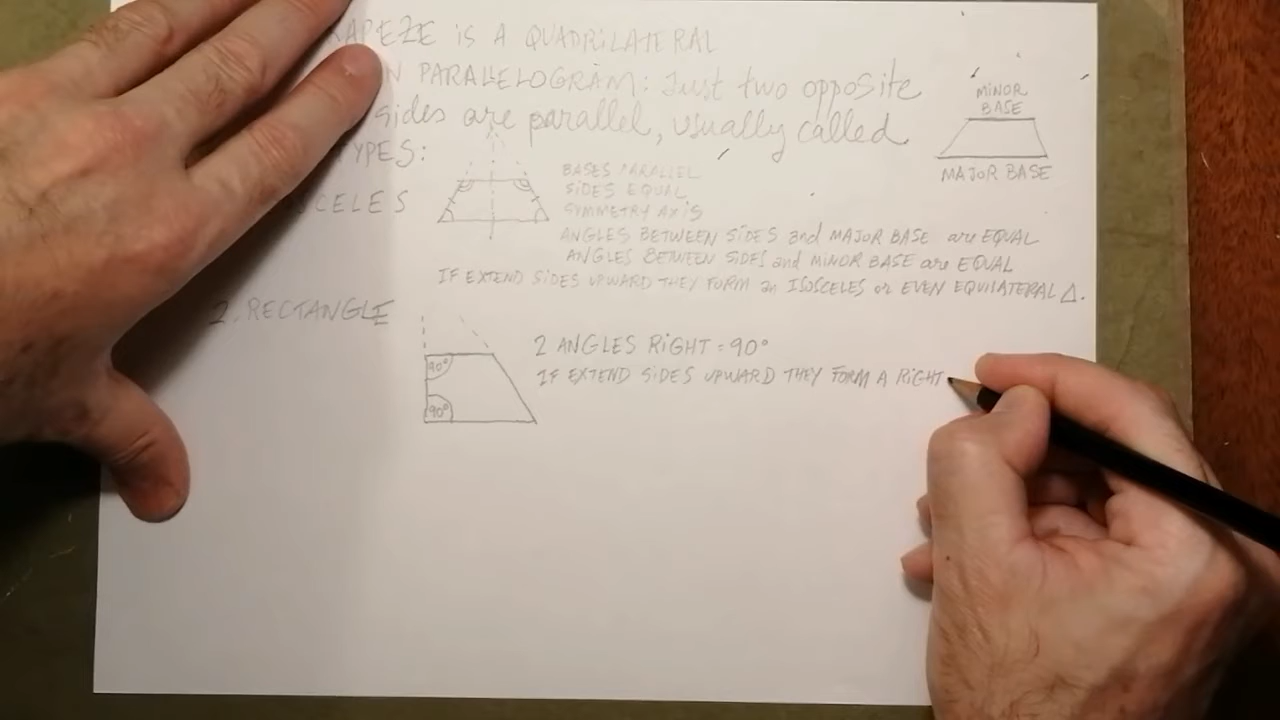 RAPEZE IS A QUADRILATERAL
N PARALLELOGRAM: Just two opposite
sides are parallel, usually called
MINOR
BASE
MAJOR BASE
TYPES:
SCELES
BASES PARALLEL
SIDES EQUAL
SYMMETRY AXIS
ANGLES BETWEEN SIDES and MAJOR BASE are EQUAL
ANGLES BETWEEN SIDES and MINOR BASE are EQUAL
IF EXTEND SIDES UPWARD THEY FORM an ISOSCELES or EVEN EQUILATERAL △.
2. RECTANGLE
90°
90°
2 ANGLES RIGHT = 90°
IF EXTEND SIDES UPWARD THEY FORM A RIGHT